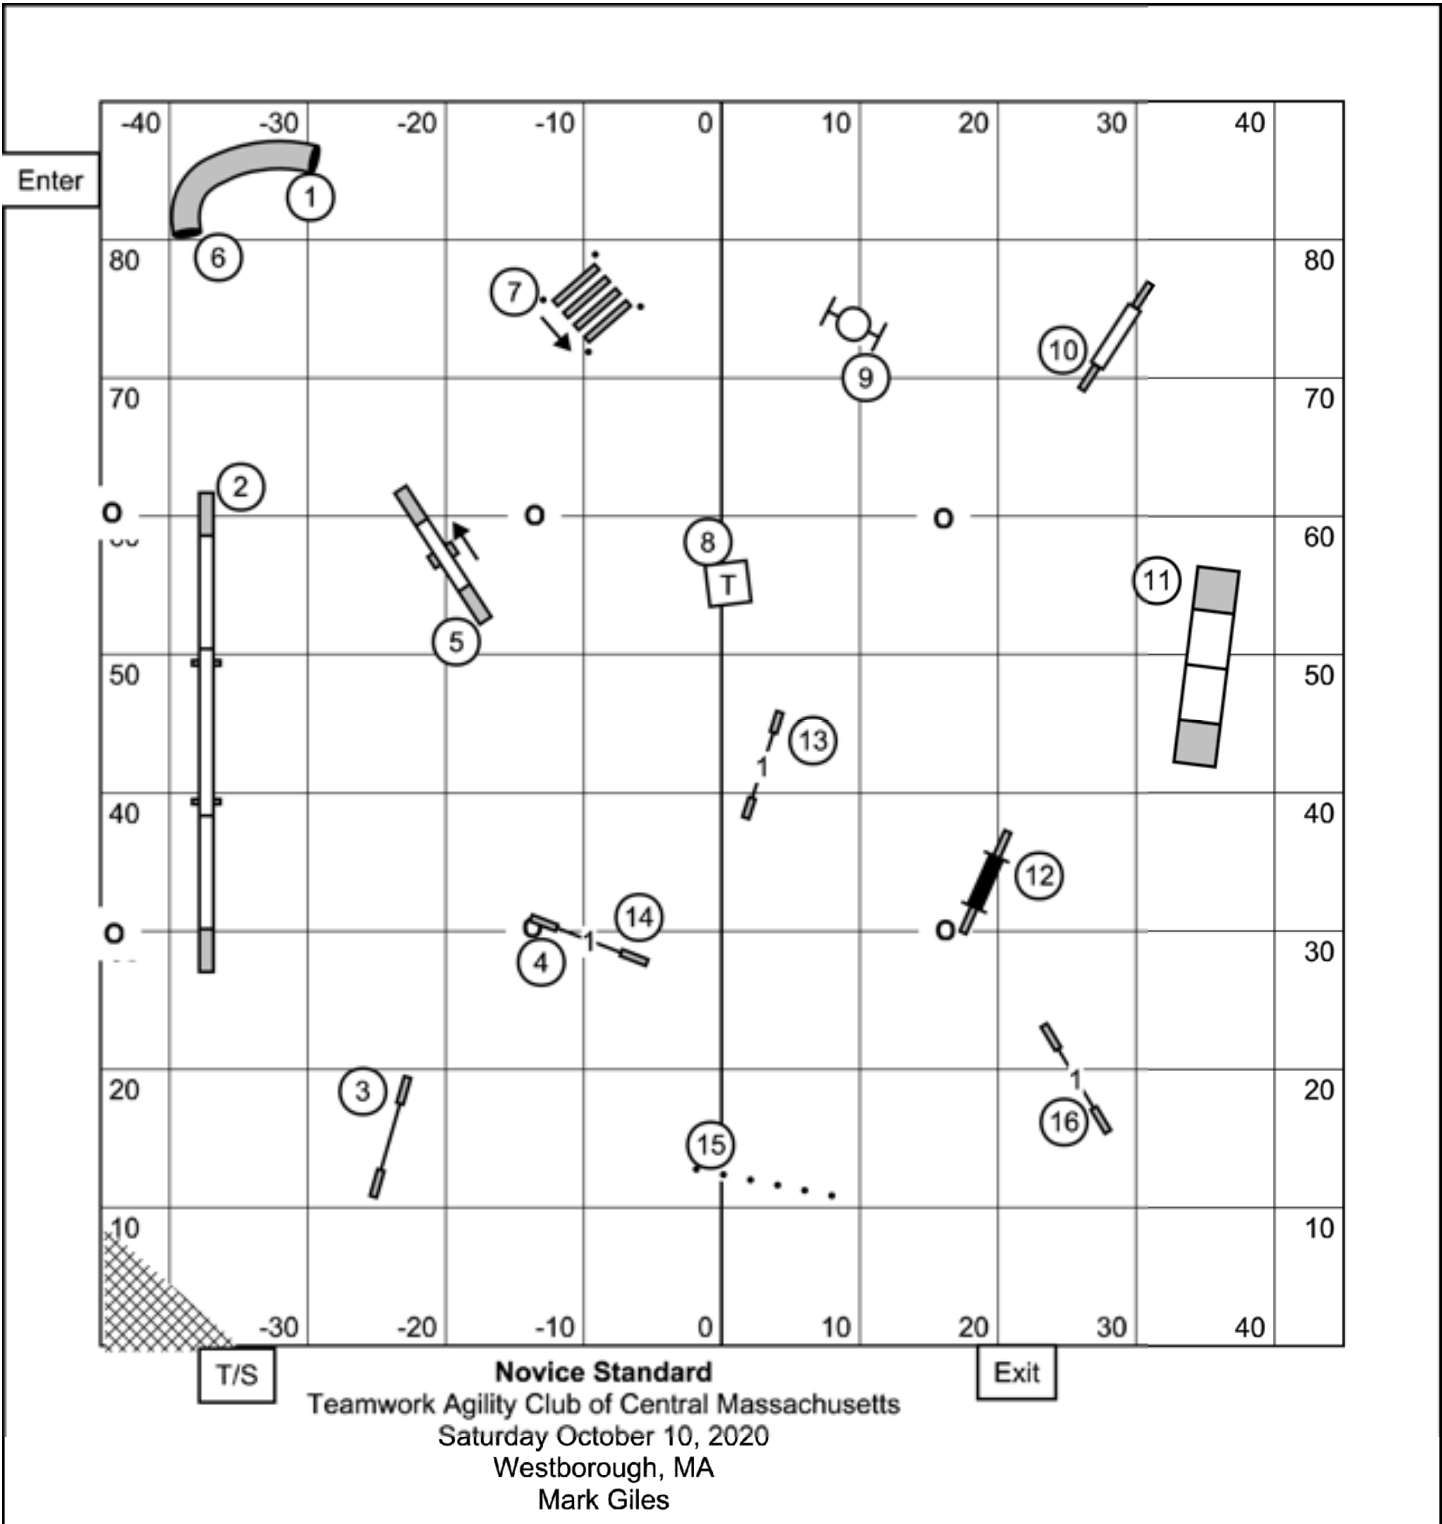 -40 -30 -20 -10 0 10 20 30 40
Enter
1
6
80 80
7
10
9
70 70
2
O O O
60
8
T
11
5
50 50
13
1
40 40
12
14
O 1 O
4 30
3
1
20 20
16
15
10 10
-30 -20 -10 0 10 20 30 40
T/S Exit
Novice Standard
Teamwork Agility Club of Central Massachusetts
Saturday October 10, 2020
Westborough, MA
Mark Giles